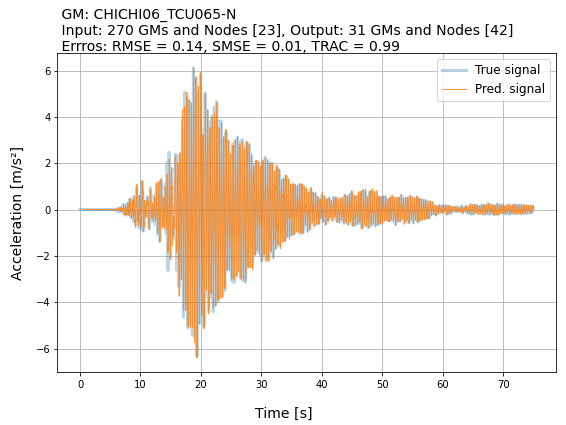 GM: CHICHI06_TCU065-N
Input: 270 GMs and Nodes [23], Output: 31 GMs and Nodes [42]
Errros: RMSE = 0.14, SMSE = 0.01, TRAC = 0.99
True signal
Pred. signal
6
4
2
0
−2
−4
−6
Acceleration [m/s²]
0 10 20 30 40 50 60 70
Time [s]